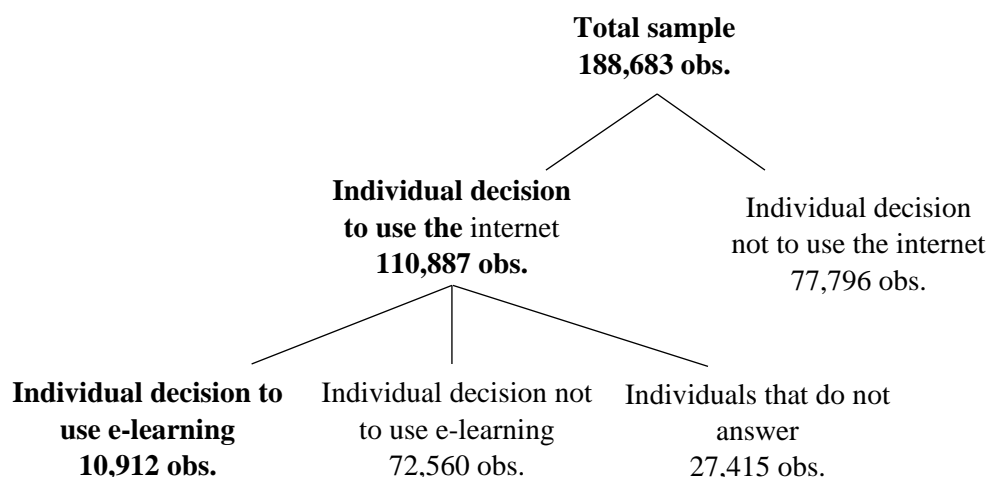 Total sample
188,683 obs.
Individual decision
to use the internet
110,887 obs.
Individual decision
not to use the internet
77,796 obs.
Individual decision to
use e-learning
10,912 obs.
Individual decision not
to use e-learning
72,560 obs.
Individuals that do not
answer
27,415 obs.